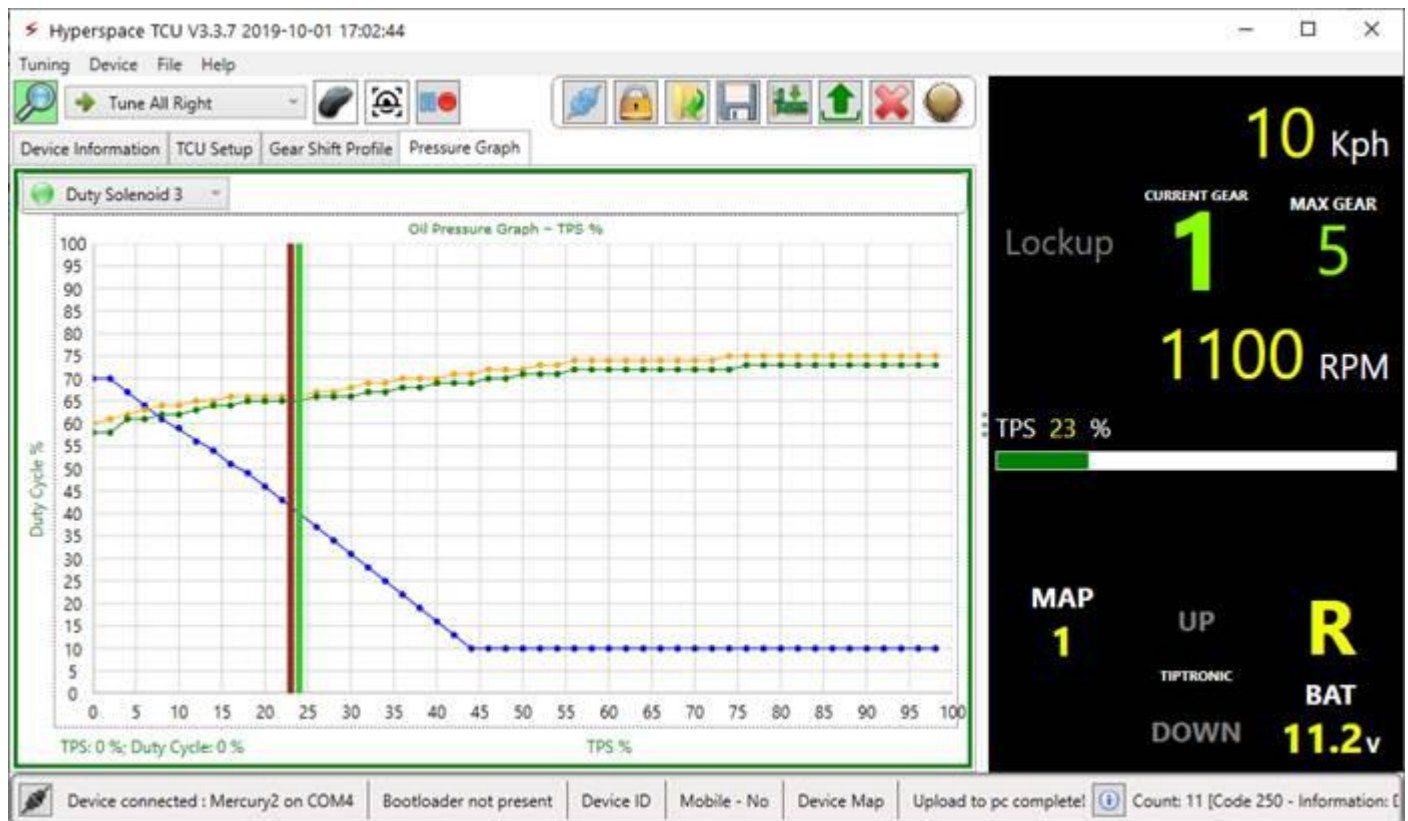 Hyperspace TCU V3.3.7 2019-10-01 17:02:44
Tuning Device File Help
Tune All Right
Device Information TCU Setup Gear Shift Profile Pressure Graph
Duty Solenoid 3
Oil Pressure Graph - TPS %
100
95
90
85
80
75
70
65
60
55
50
45
40
35
30
25
20
15
10
5
0
Duty Cycle %
0 5 10 15 20 25 30 35 40 45 50 55 60 65 70 75 80 85 90 95 100
TPS: 0 %; Duty Cycle: 0 %
TPS %
10 Kph
CURRENT GEAR MAX GEAR
Lockup 1 5
1100 RPM
TPS 23 %
MAP
1
UP
R
TIPTRONIC
DOWN
BAT
11.2v
Device connected : Mercury2 on COM4 Bootloader not present Device ID Mobile - No Device Map Upload to pc complete! Count: 11 [Code 250 - Information: